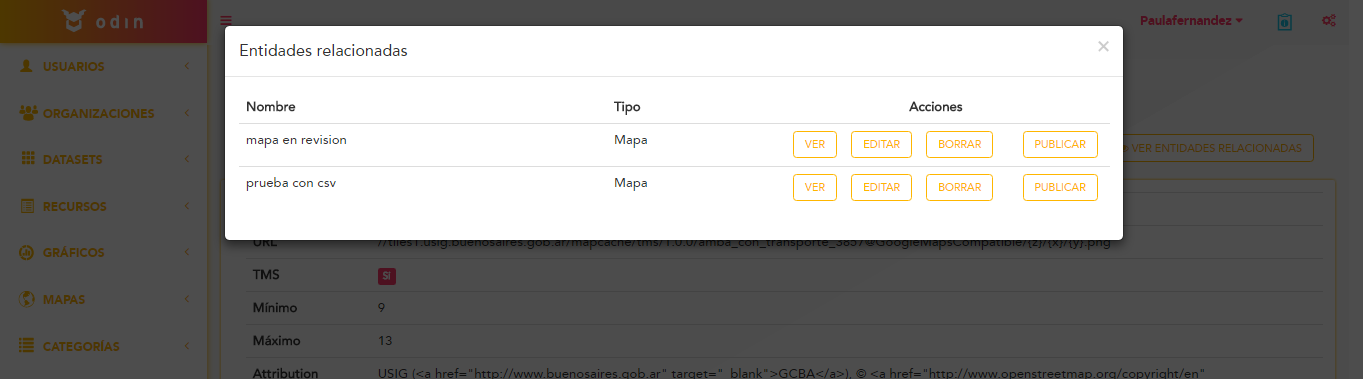 odin
Paulafernandez
Entidades relacionadas
×
USUARIOS
ORGANIZACIONES
DATASETS
RECURSOS
GRÁFICOS
MAPAS
CATEGORÍAS
Nombre Tipo Acciones
mapa en revision Mapa VER EDITAR BORRAR PUBLICAR
prueba con csv Mapa VER EDITAR BORRAR PUBLICAR
VER ENTIDADES RELACIONADAS
URL //tiles1.usig.buenosaires.gob.ar/mapcache/tms/1.0.0/amba_con_transporte_3857@GoogleMapsCompatible/{z}/{x}/{y}.png
TMS SI
Mínimo 9
Máximo 13
Attribution USIG (<a href="http://www.buenosaires.gob.ar" target="_blank">GCBA</a>), © <a href="http://www.openstreetmap.org/copyright/en"